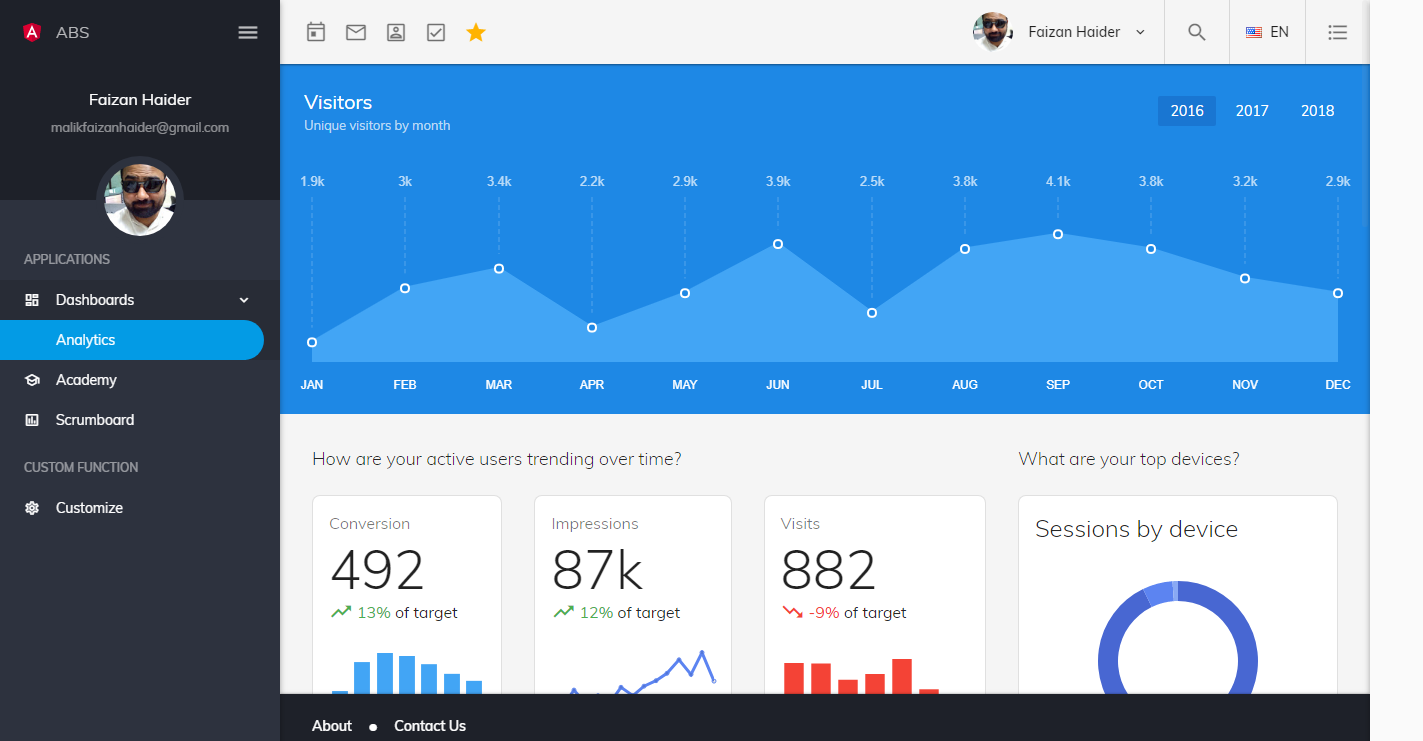 ABS
Faizan Haider
malikfaizanhaider@gmail.com
APPLICATIONS
Dashboards
Analytics
Academy
Scrumboard
CUSTOM FUNCTION
Customize
Faizan Haider
EN
Visitors
Unique visitors by month
2016 2017 2018
1.9k 3k 3.4k 2.2k 2.9k 3.9k 2.5k 3.8k 4.1k 3.8k 3.2k 2.9k
JAN FEB MAR APR MAY JUN JUL AUG SEP OCT NOV DEC
How are your active users trending over time?
Conversion
492
13% of target
Impressions
87k
12% of target
Visits
882
-9% of target
What are your top devices?
Sessions by device
About Contact Us